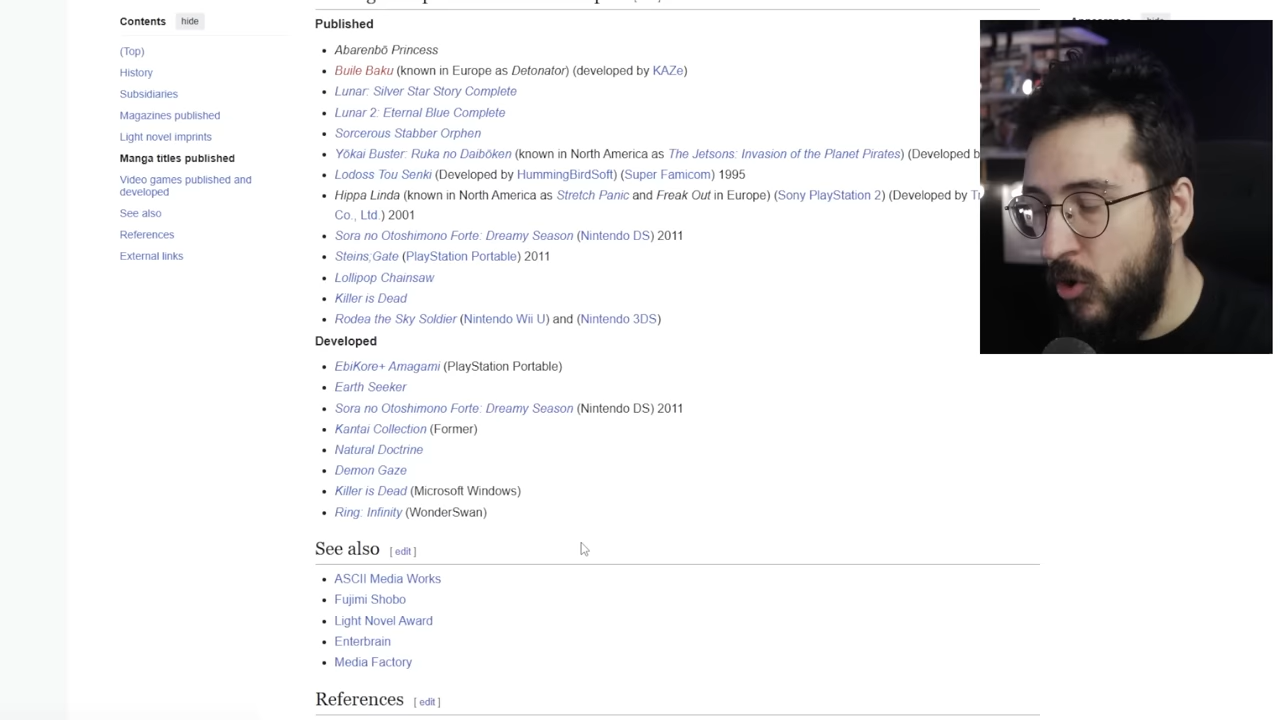 Contents hide
(Top)
History
Subsidiaries
Magazines published
Light novel imprints
Manga titles published
Video games published and
developed
See also
References
External links
Published
Abarenbō Princess
Buile Baku (known in Europe as Detonator) (developed by KAZe)
Lunar: Silver Star Story Complete
Lunar 2: Eternal Blue Complete
Sorcerous Stabber Orphen
Yōkai Buster: Ruka no Daibōken (known in North America as The Jetsons: Invasion of the Planet Pirates) (Developed
Lodoss Tou Senki (Developed by HummingBirdSoft) (Super Famicom) 1995
Hippa Linda (known in North America as Stretch Panic and Freak Out in Europe) (Sony PlayStation 2) (Developed by
Co., Ltd.) 2001
Sora no Otoshimono Forte: Dreamy Season (Nintendo DS) 2011
Steins;Gate (PlayStation Portable) 2011
Lollipop Chainsaw
Killer is Dead
Rodea the Sky Soldier (Nintendo Wii U) and (Nintendo 3DS)
Developed
EbiKore+ Amagami (PlayStation Portable)
Earth Seeker
Sora no Otoshimono Forte: Dreamy Season (Nintendo DS) 2011
Kantai Collection (Former)
Natural Doctrine
Demon Gaze
Killer is Dead (Microsoft Windows)
Ring: Infinity (WonderSwan)
See also [ edit ]
ASCII Media Works
Fujimi Shobo
Light Novel Award
Enterbrain
Media Factory
References [ edit ]